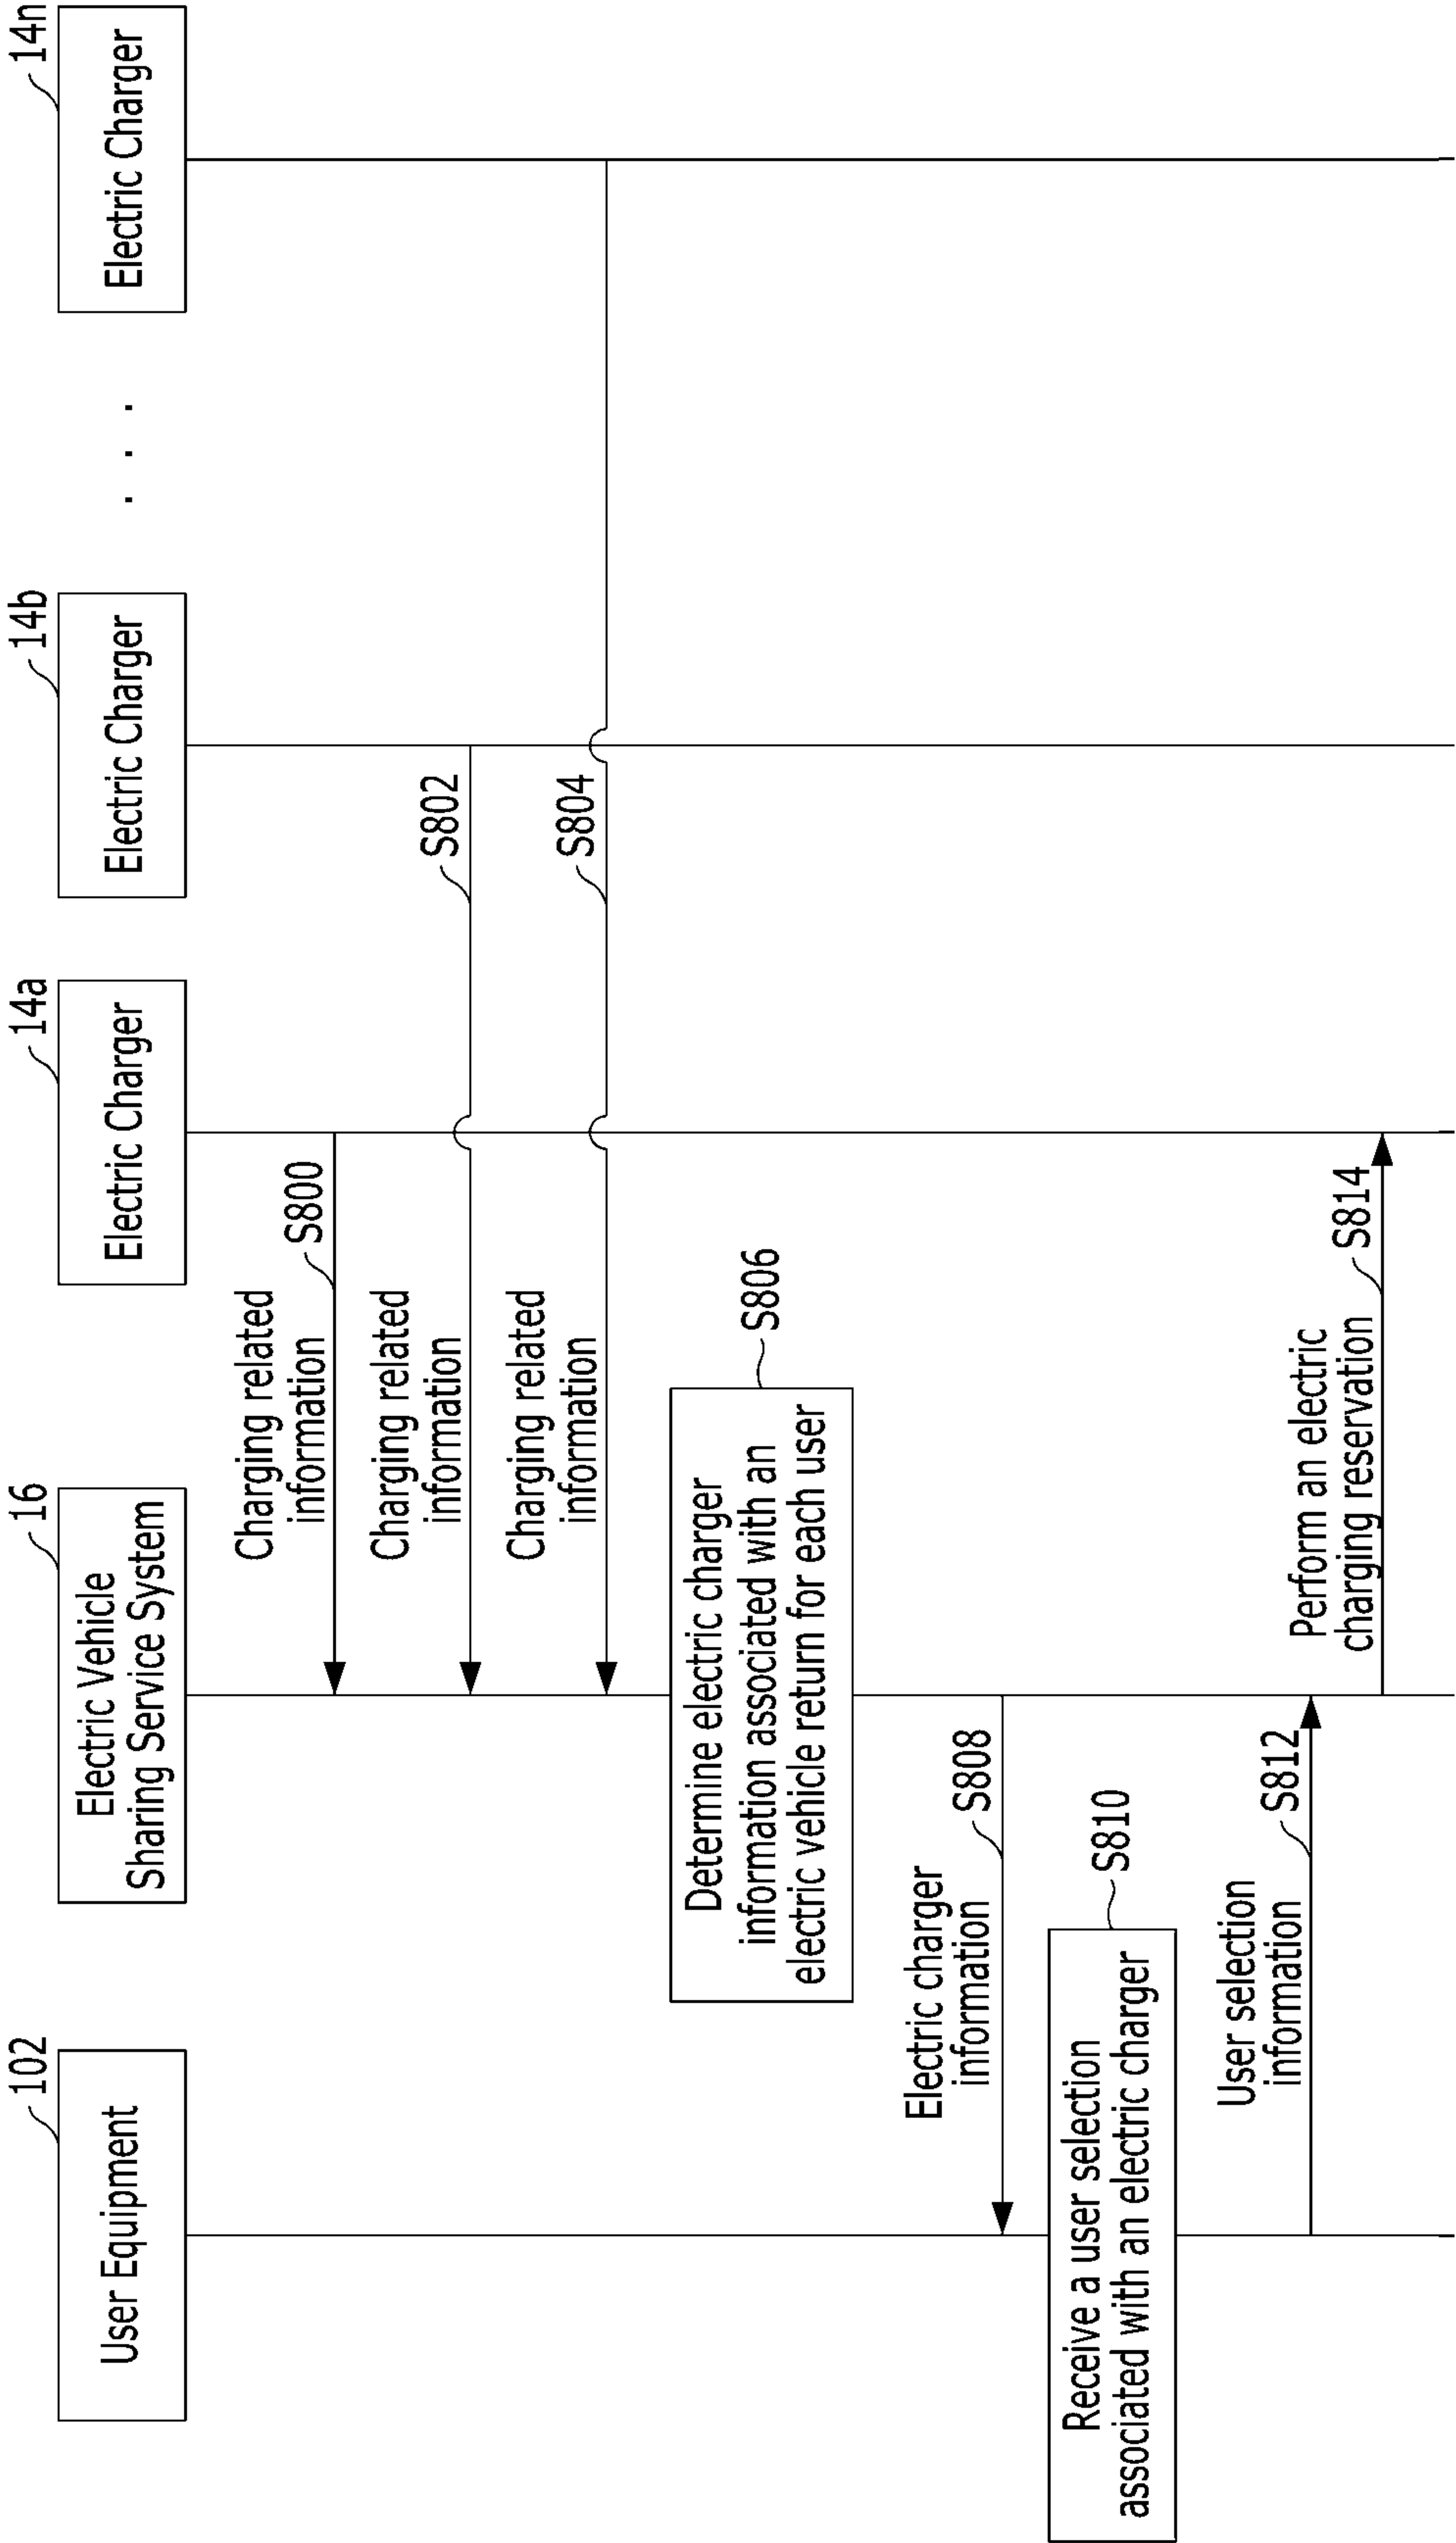 102
User Equipment
16
Electric Vehicle
Sharing Service System
14a
Electric Charger
14b
Electric Charger
. . .
14n
Electric Charger
Charging related
information
S800
Charging related
information
S802
Charging related
information
S804
Determine electric charger
information associated with an
electric vehicle return for each user
S806
Electric charger
information
S808
Receive a user selection
associated with an electric charger
S810
User selection
information
S812
Perform an electric
charging reservation
S814